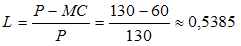 L = (P − MC)/P = (130 − 60)/130 ≈ 0,5385